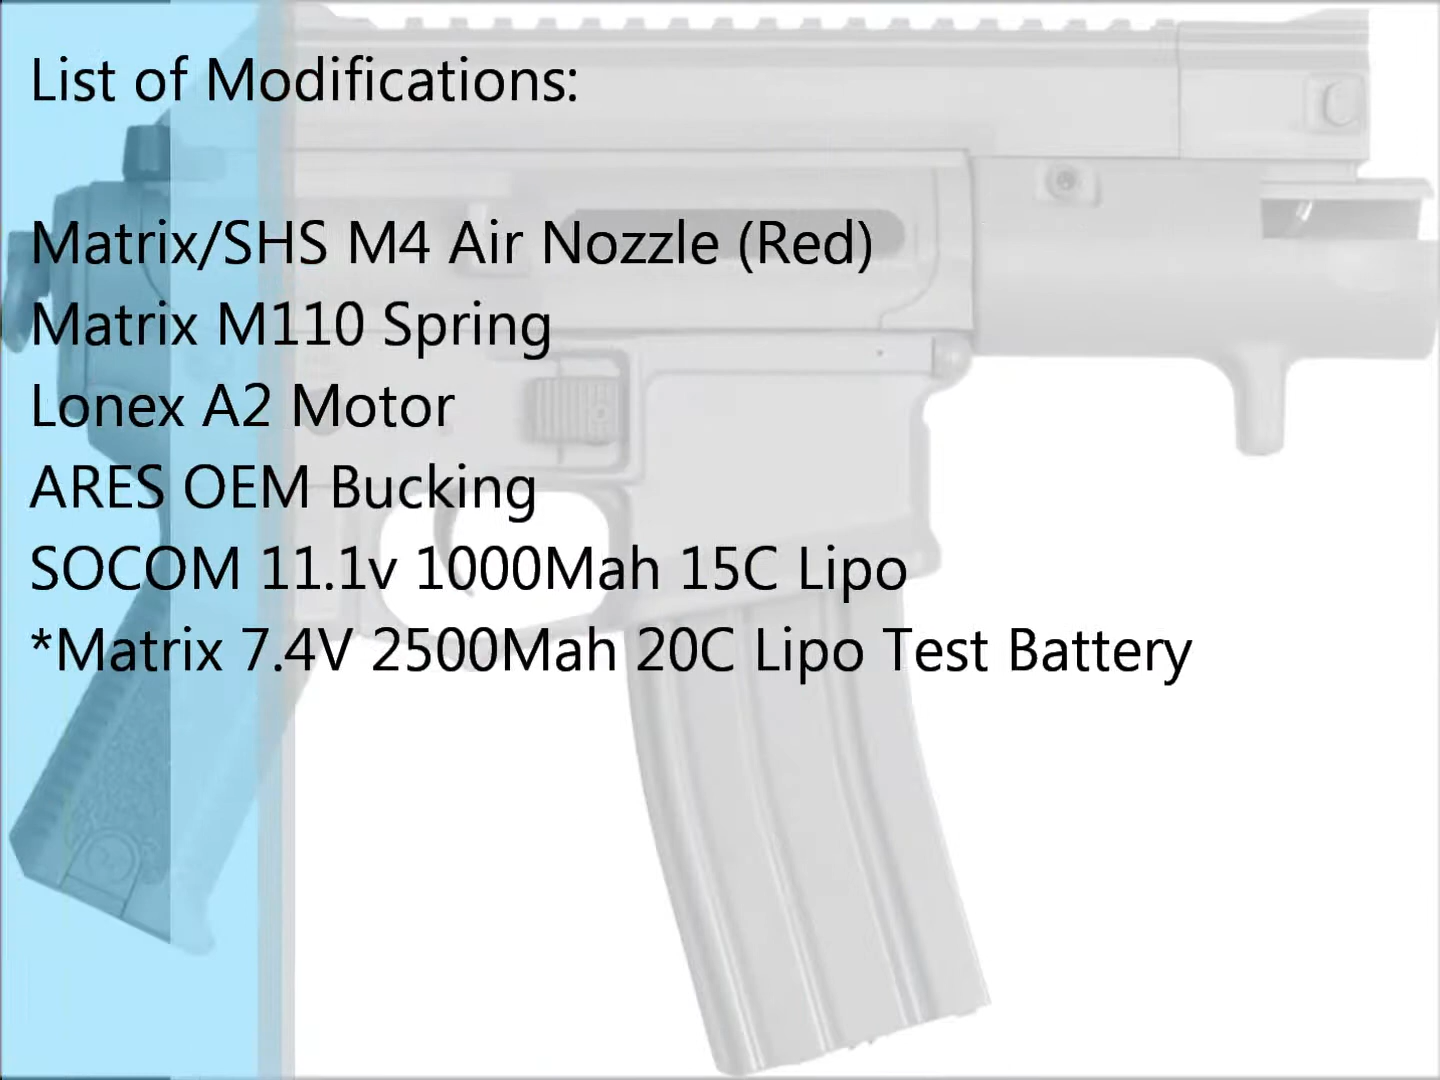 List of Modifications:
Matrix/SHS M4 Air Nozzle (Red)
Matrix M110 Spring
Lonex A2 Motor
ARES OEM Bucking
SOCOM 11.1v 1000Mah 15C Lipo
*Matrix 7.4V 2500Mah 20C Lipo Test Battery